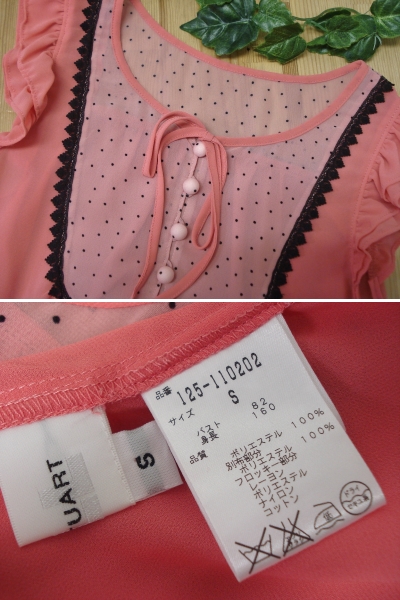 品番 125-110202
サイズ S
バスト 82
身長 160
品質
ポリエステル 100%
別布部分
ポリエステル 100%
フロッキー部分
レーヨン
ポリエステル
ナイロン
コットン
ドライ
UART
S